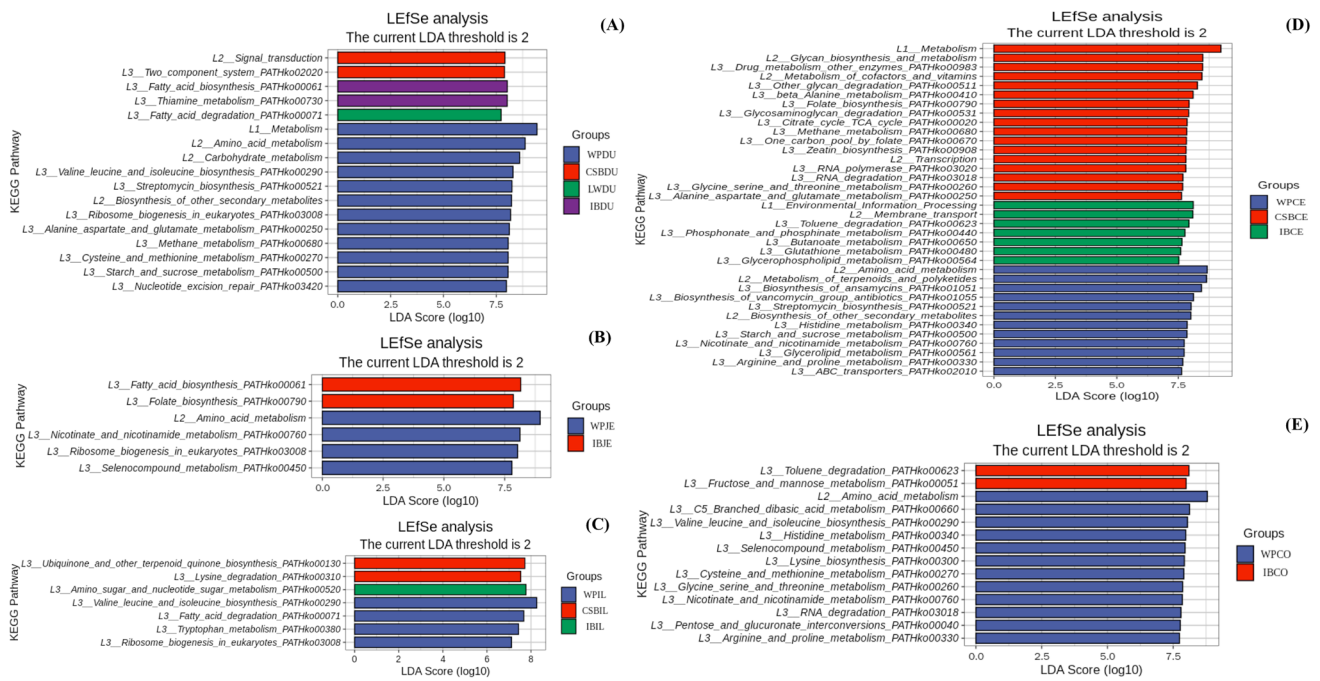 LEfSe analysis
(A)
The current LDA threshold is 2
KEGG Pathway
L2__Signal_transduction
L3__Two_component_system_PATHko02020
L3__Fatty_acid_biosynthesis_PATHko00061
L3__Thiamine_metabolism_PATHko00730
L3__Fatty_acid_degradation_PATHko00071
L1__Metabolism
L2__Amino_acid_metabolism
L2__Carbohydrate_metabolism
L3__Valine_leucine_and_isoleucine_biosynthesis_PATHko00290
L3__Streptomycin_biosynthesis_PATHko00521
L2__Biosynthesis_of_other_secondary_metabolites
L3__Ribosome_biogenesis_in_eukaryotes_PATHko03008
L3__Alanine_aspartate_and_glutamate_metabolism_PATHko00250
L3__Methane_metabolism_PATHko00680
L3__Cysteine_and_methionine_metabolism_PATHko00270
L3__Starch_and_sucrose_metabolism_PATHko00500
L3__Nucleotide_excision_repair_PATHko03420
0.0 2.5 5.0 7.5
LDA Score (log10)
Groups
WPDU
CSBDU
LWDU
IBDU
(B)
LEfSe analysis
The current LDA threshold is 2
KEGG Pathway
L3__Fatty_acid_biosynthesis_PATHko00061
L3__Folate_biosynthesis_PATHko00790
L2__Amino_acid_metabolism
L3__Nicotinate_and_nicotinamide_metabolism_PATHko00760
L3__Ribosome_biogenesis_in_eukaryotes_PATHko03008
L3__Selenocompound_metabolism_PATHko00450
0.0 2.5 5.0 7.5
LDA Score (log10)
Groups
WPJE
IBJE
(C)
LEfSe analysis
The current LDA threshold is 2
KEGG Pathway
L3__Ubiquinone_and_other_terpenoid_quinone_biosynthesis_PATHko00130
L3__Lysine_degradation_PATHko00310
L3__Amino_sugar_and_nucleotide_sugar_metabolism_PATHko00520
L3__Valine_leucine_and_isoleucine_biosynthesis_PATHko00290
L3__Fatty_acid_degradation_PATHko00071
L3__Tryptophan_metabolism_PATHko00380
L3__Ribosome_biogenesis_in_eukaryotes_PATHko03008
0 2 4 6 8
LDA Score (log10)
Groups
WPIL
CSBIL
IBIL
LEfSe analysis
(D)
The current LDA threshold is 2
KEGG Pathway
L1__Metabolism
L2__Glycan_biosynthesis_and_metabolism
L3__Drug_metabolism_other_enzymes_PATHko00983
L2__Metabolism_of_cofactors_and_vitamins
L3__Other_glycan_degradation_PATHko00511
L3__beta_Alanine_metabolism_PATHko00410
L3__Folate_biosynthesis_PATHko00790
L3__Glycosaminoglycan_degradation_PATHko00531
L3__Citrate_cycle_TCA_cycle_PATHko00020
L3__Methane_metabolism_PATHko00680
L3__One_carbon_pool_by_folate_PATHko00670
L3__Zeatin_biosynthesis_PATHko00908
L2__Transcription
L3__RNA_polymerase_PATHko03020
L3__RNA_degradation_PATHko03018
L3__Glycine_serine_and_threonine_metabolism_PATHko00260
L3__Alanine_aspartate_and_glutamate_metabolism_PATHko00250
L1__Environmental_Information_Processing
L2__Membrane_transport
L3__Toluene_degradation_PATHko00623
L3__Phosphonate_and_phosphinate_metabolism_PATHko00440
L3__Butanoate_metabolism_PATHko00650
L3__Glutathione_metabolism_PATHko00480
L3__Glycerophospholipid_metabolism_PATHko00564
L2__Amino_acid_metabolism
L2__Metabolism_of_terpenoids_and_polyketides
L3__Biosynthesis_of_ansamycins_PATHko01051
L3__Biosynthesis_of_vancomycin_group_antibiotics_PATHko01055
L3__Streptomycin_biosynthesis_PATHko00521
L2__Biosynthesis_of_other_secondary_metabolites
L3__Histidine_metabolism_PATHko00340
L3__Starch_and_sucrose_metabolism_PATHko00500
L3__Nicotinate_and_nicotinamide_metabolism_PATHko00760
L3__Glycerolipid_metabolism_PATHko00561
L3__Arginine_and_proline_metabolism_PATHko00330
L3__ABC_transporters_PATHko02010
0.0 2.5 5.0 7.5
LDA Score (log10)
Groups
WPCE
CSBCE
IBCE
(E)
LEfSe analysis
The current LDA threshold is 2
KEGG Pathway
L3__Toluene_degradation_PATHko00623
L3__Fructose_and_mannose_metabolism_PATHko00051
L2__Amino_acid_metabolism
L3__C5_Branched_dibasic_acid_metabolism_PATHko00660
L3__Valine_leucine_and_isoleucine_biosynthesis_PATHko00290
L3__Histidine_metabolism_PATHko00340
L3__Selenocompound_metabolism_PATHko00450
L3__Lysine_biosynthesis_PATHko00300
L3__Cysteine_and_methionine_metabolism_PATHko00270
L3__Glycine_serine_and_threonine_metabolism_PATHko00260
L3__Nicotinate_and_nicotinamide_metabolism_PATHko00760
L3__RNA_degradation_PATHko03018
L3__Pentose_and_glucuronate_interconversions_PATHko00040
L3__Arginine_and_proline_metabolism_PATHko00330
0.0 2.5 5.0 7.5
LDA Score (log10)
Groups
WPCO
IBCO